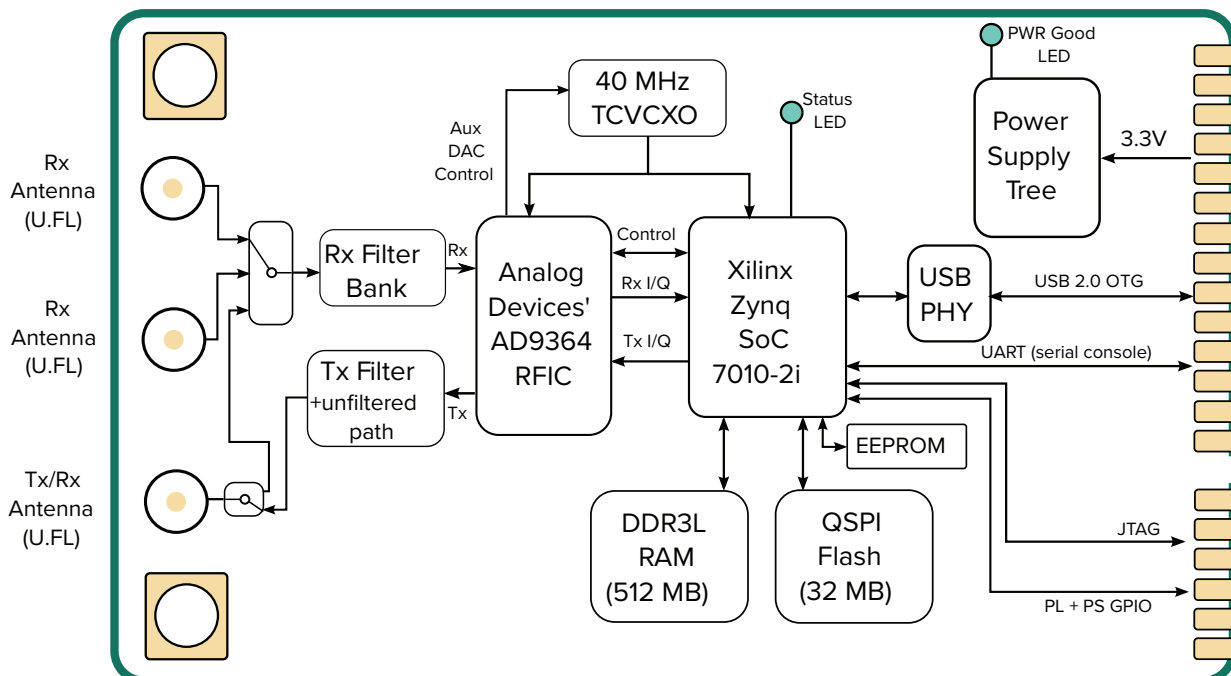 PWR Good
LED
40 MHz
TCVCXO
Status
LED
Aux
DAC
Control
Power
Supply
Tree
3.3V
Rx
Antenna
(U.FL)
Rx Filter
Bank
Rx
Analog
Devices'
AD9364
RFIC
Control
Rx I/Q
Tx I/Q
Xilinx
Zynq
SoC
7010-2i
USB
PHY
USB 2.0 OTG
Rx
Antenna
(U.FL)
UART (serial console)
Tx Filter
+unfiltered
path
Tx
EEPROM
Tx/Rx
Antenna
(U.FL)
DDR3L
RAM
(512 MB)
QSPI
Flash
(32 MB)
JTAG
PL + PS GPIO